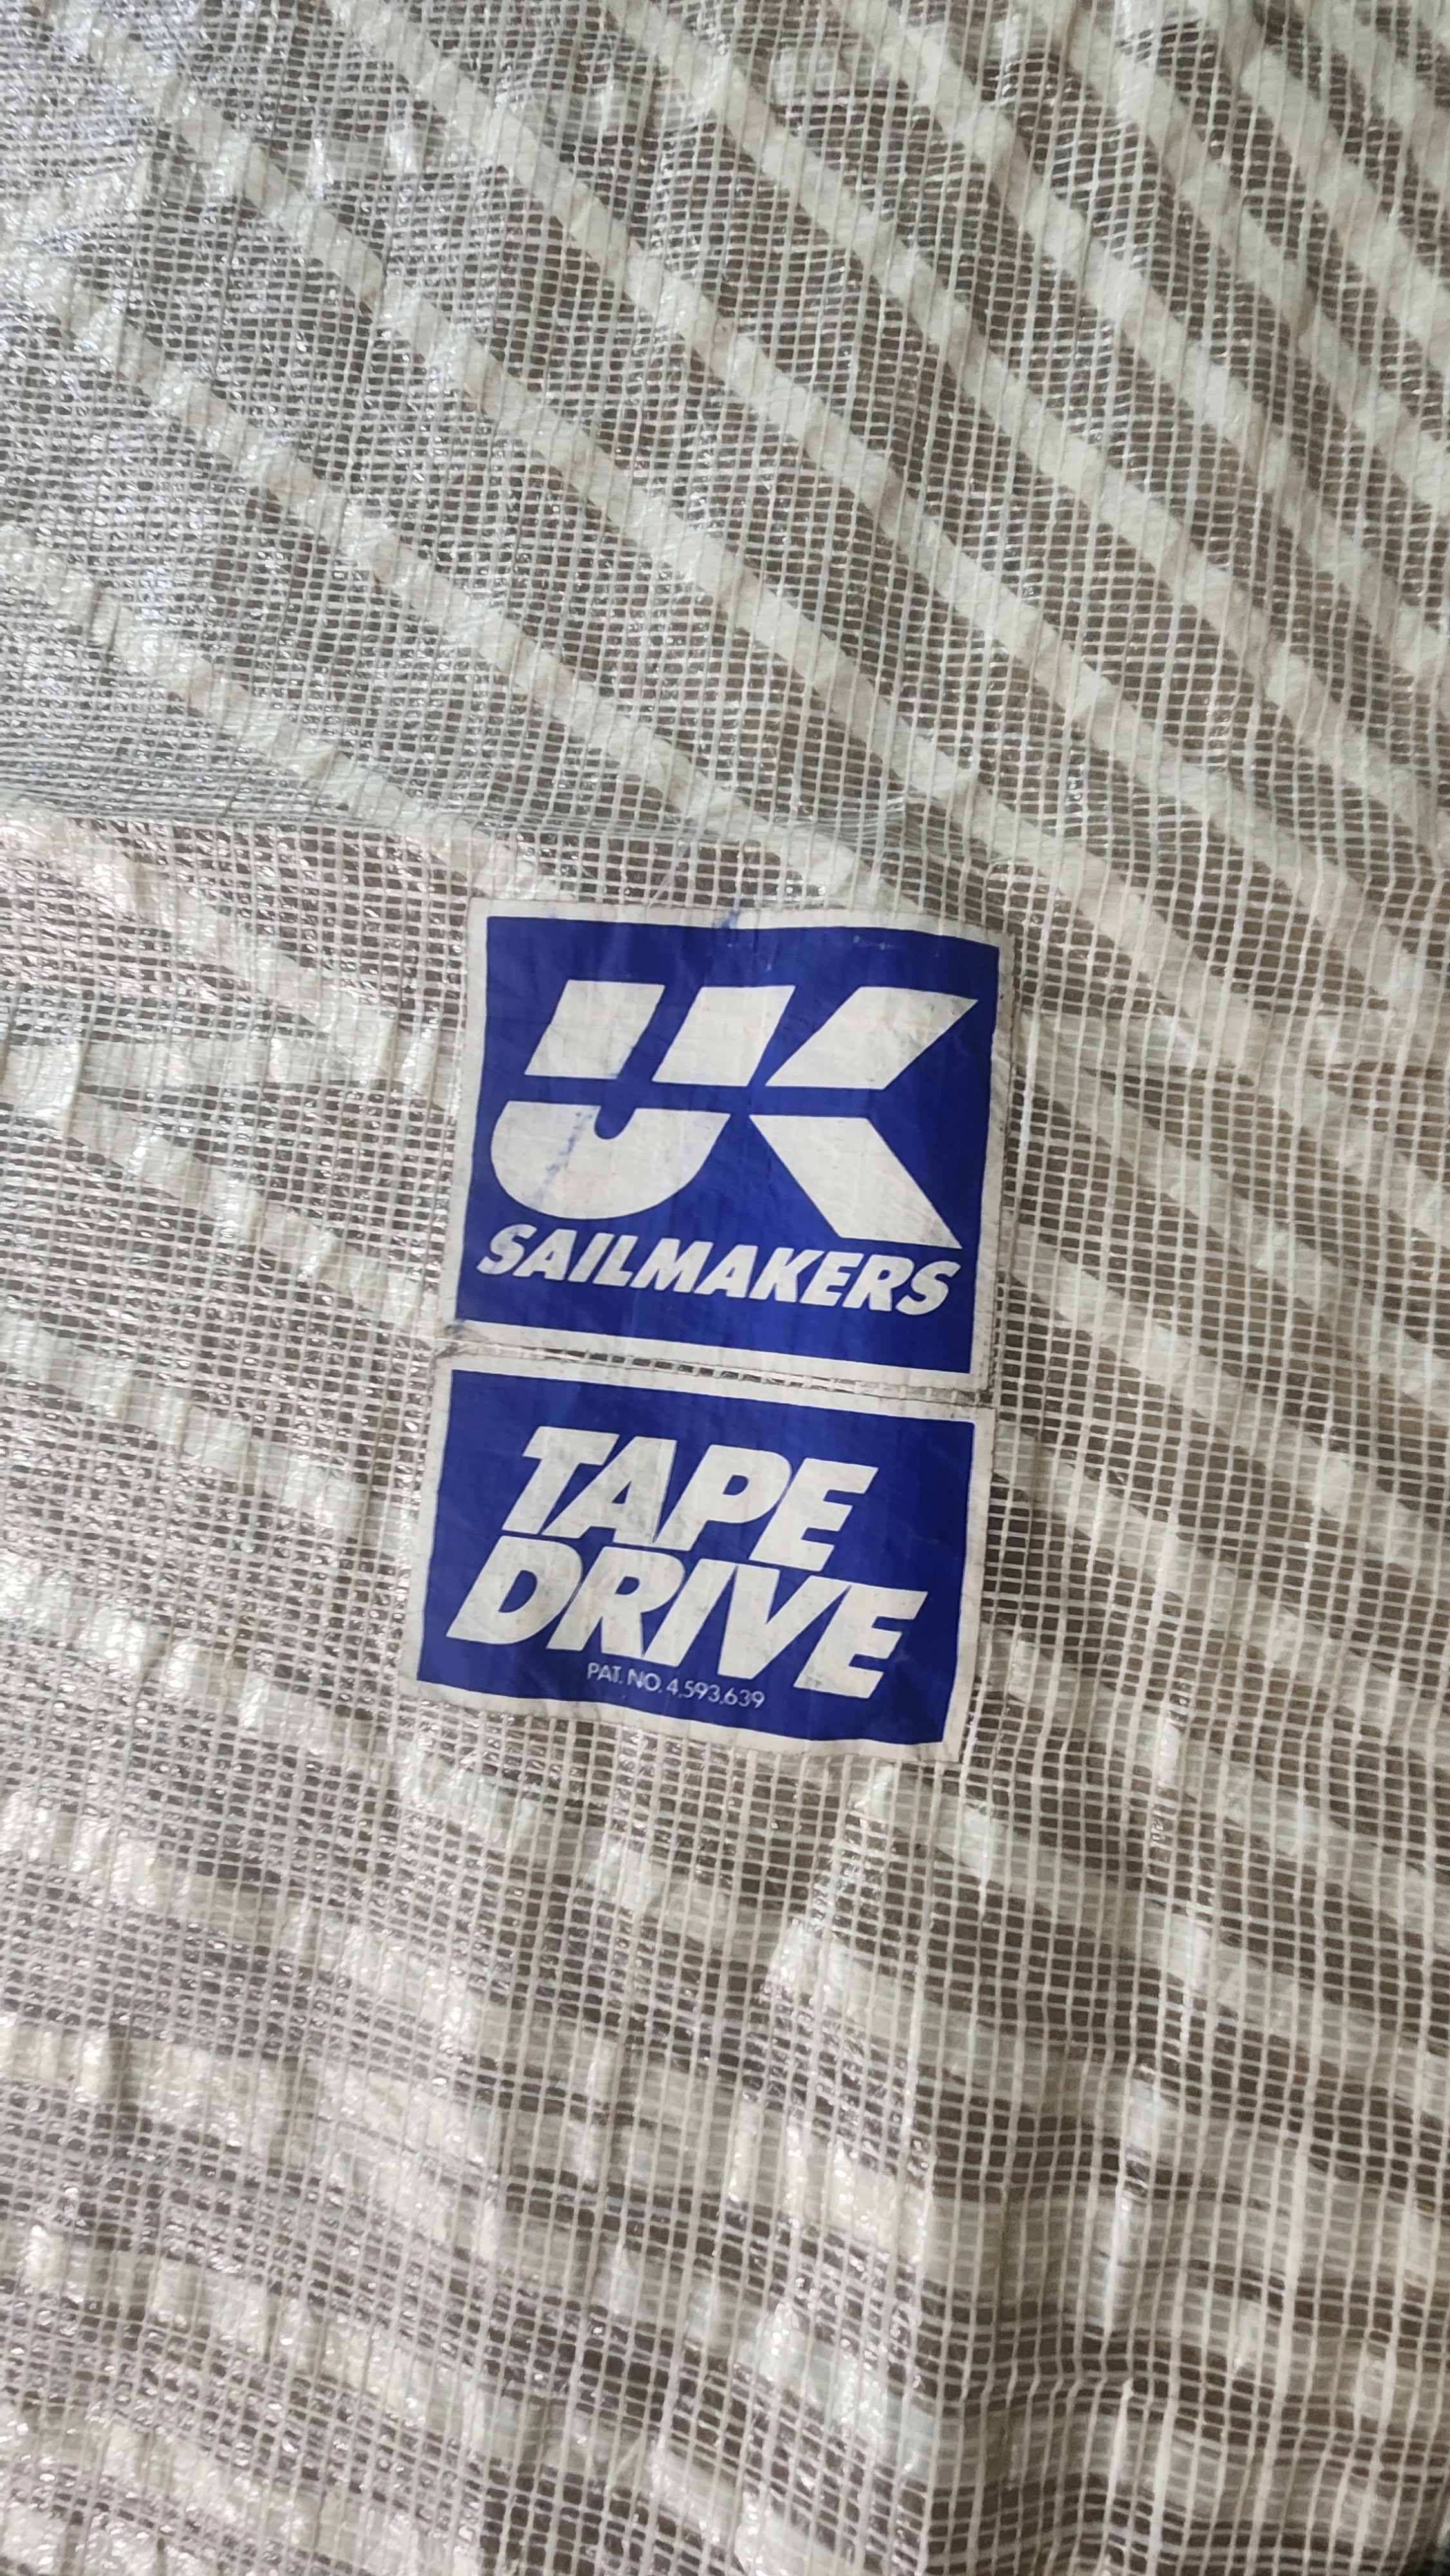 UK
SAILMAKERS
TAPE
DRIVE
PAT. NO. 4,593,639